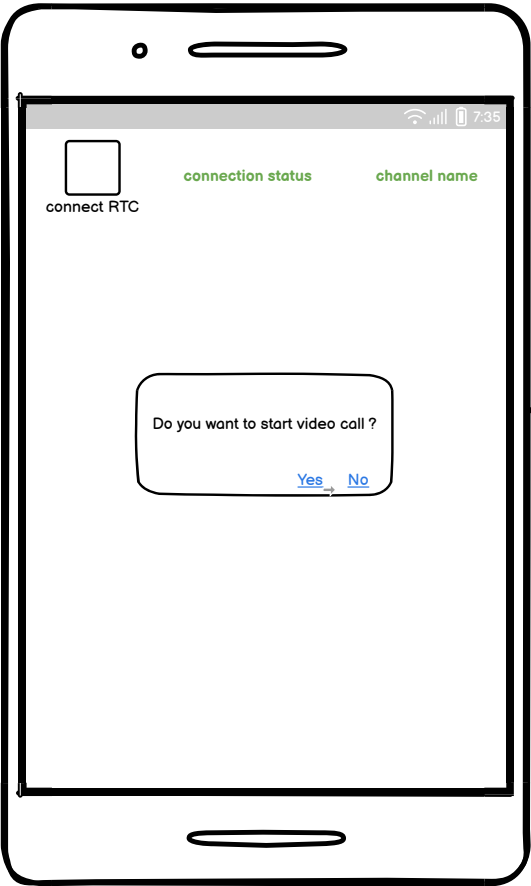 7:35
connection status channel name
connect RTC
Do you want to start video call ?
Yes No